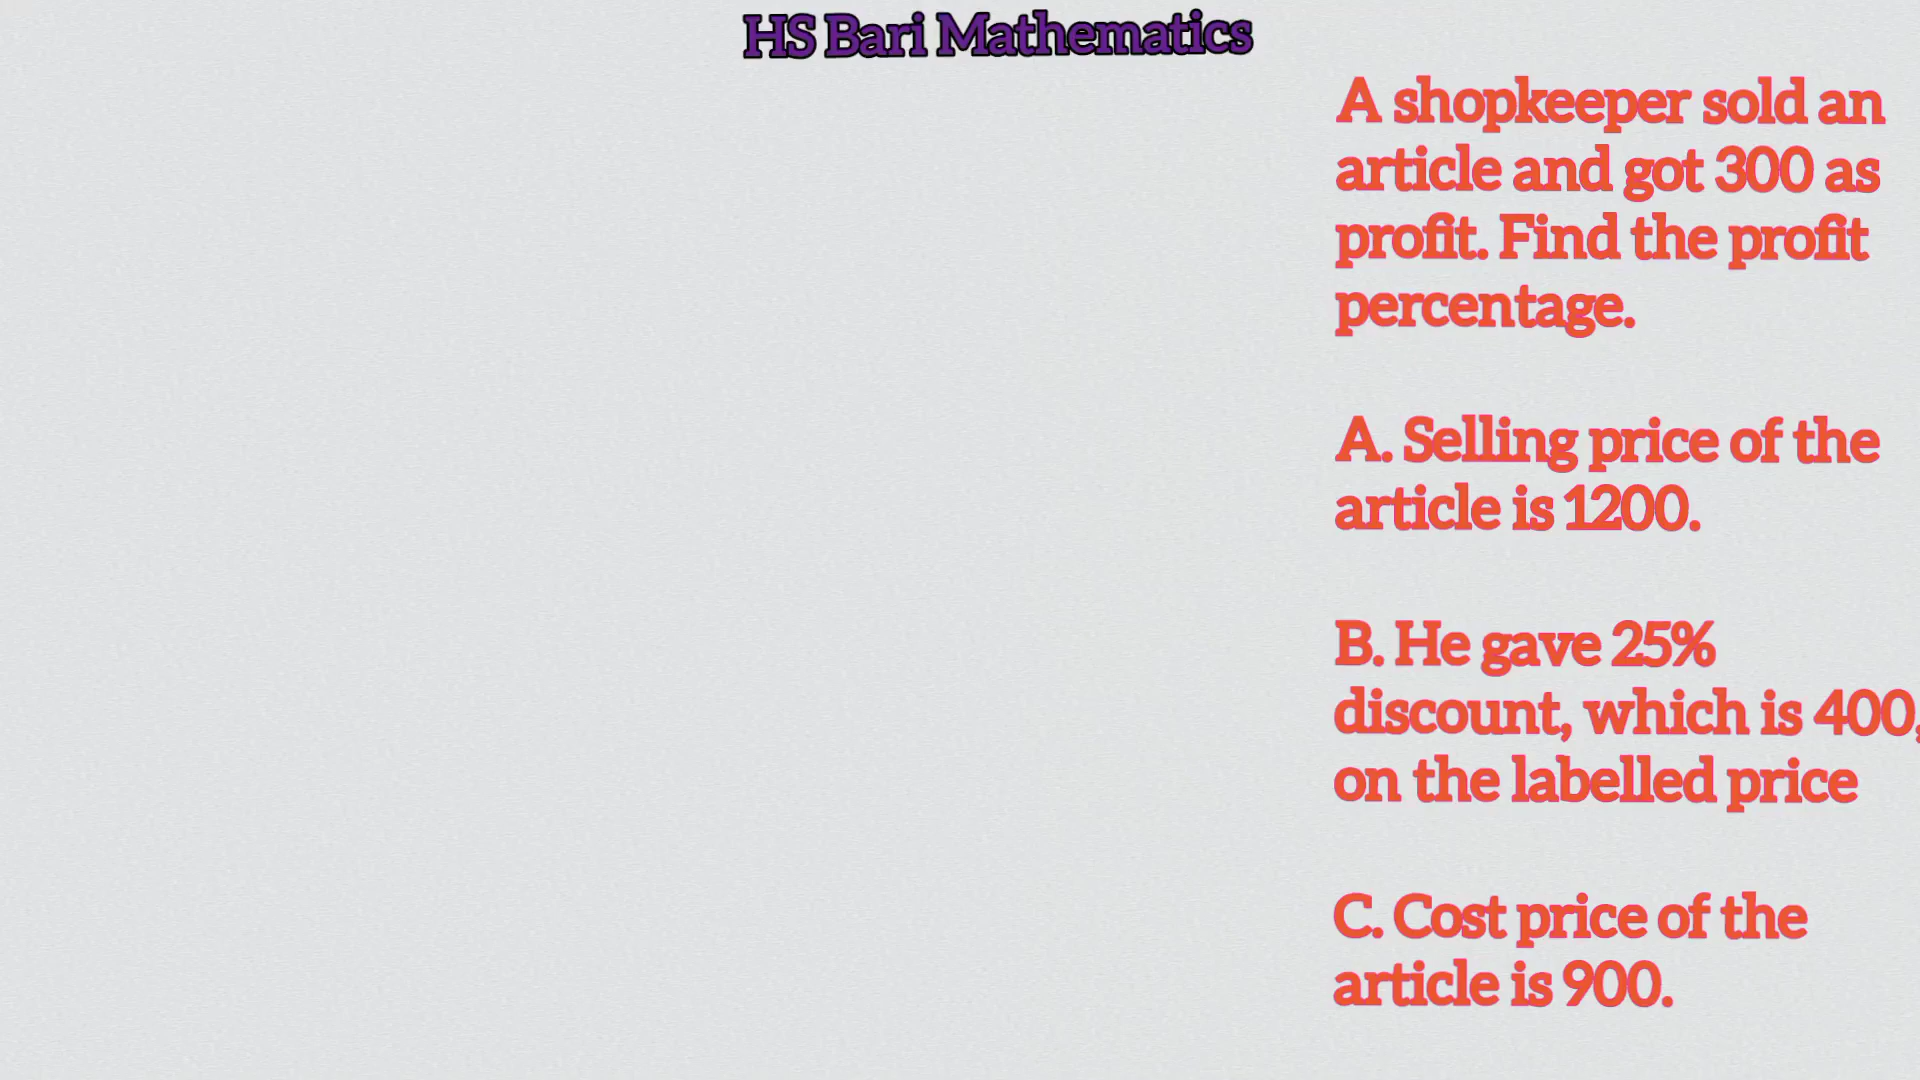 HS Bari Mathematics
A shopkeeper sold an
article and got 300 as
profit. Find the profit
percentage.
A. Selling price of the
article is 1200.
B. He gave 25%
discount, which is 400,
on the labelled price
C. Cost price of the
article is 900.